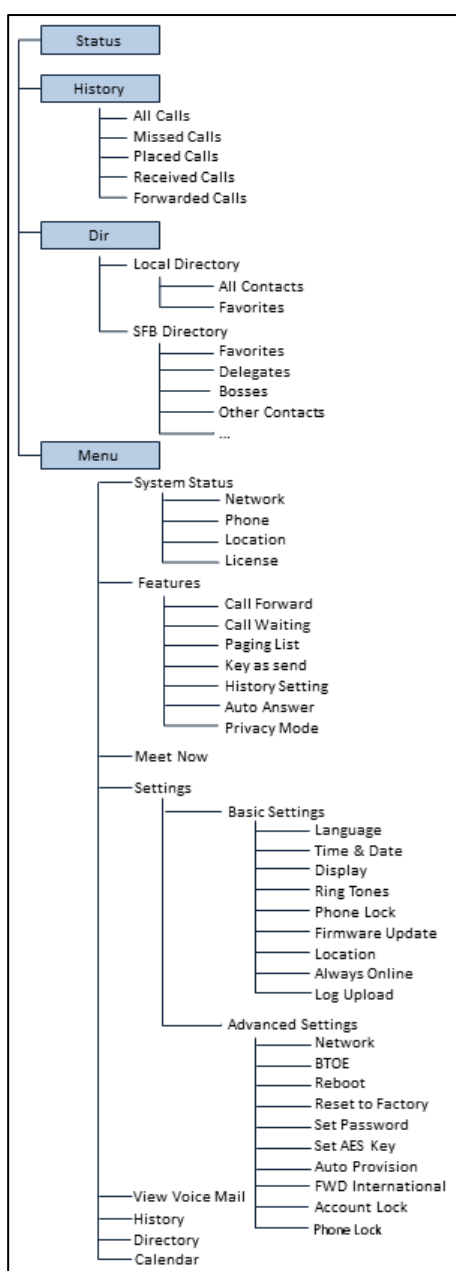 Status
History
All Calls
Missed Calls
Placed Calls
Received Calls
Forwarded Calls
Dir
Local Directory
All Contacts
Favorites
SFB Directory
Favorites
Delegates
Bosses
Other Contacts
...
Menu
System Status
Network
Phone
Location
License
Features
Call Forward
Call Waiting
Paging List
Key as send
History Setting
Auto Answer
Privacy Mode
Meet Now
Settings
Basic Settings
Language
Time & Date
Display
Ring Tones
Phone Lock
Firmware Update
Location
Always Online
Log Upload
Advanced Settings
Network
BTOE
Reboot
Reset to Factory
Set Password
Set AES Key
Auto Provision
FWD International
Account Lock
Phone Lock
View Voice Mail
History
Directory
Calendar